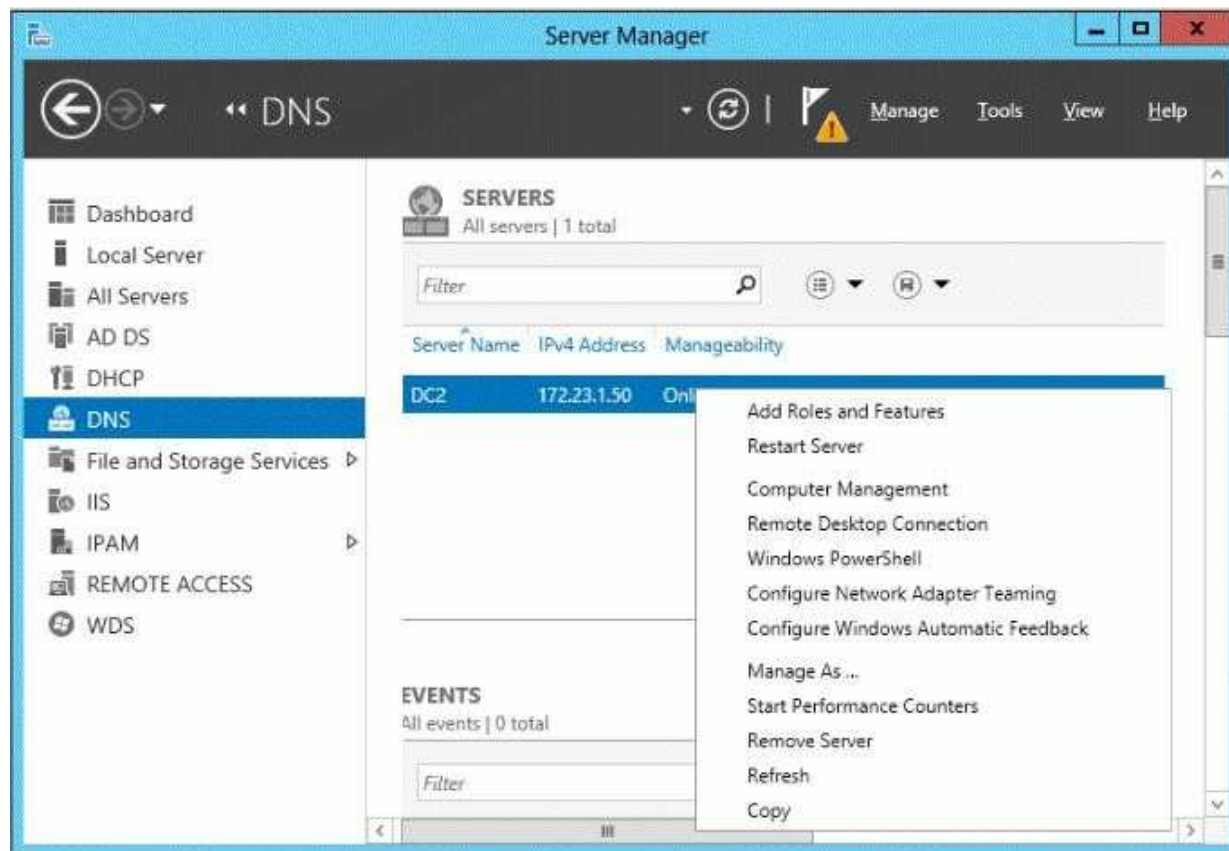 Server Manager
DNS
Manage Tools View Help
Dashboard
Local Server
All Servers
AD DS
DHCP
DNS
File and Storage Services
IIS
IPAM
REMOTE ACCESS
WDS
SERVERS
All servers | 1 total
Filter
Server Name IPv4 Address Manageability
DC2 172.23.1.50
Add Roles and Features
Restart Server
Computer Management
Remote Desktop Connection
Windows PowerShell
Configure Network Adapter Teaming
Configure Windows Automatic Feedback
Manage As ...
Start Performance Counters
Remove Server
Refresh
Copy
EVENTS
All events | 0 total
Filter